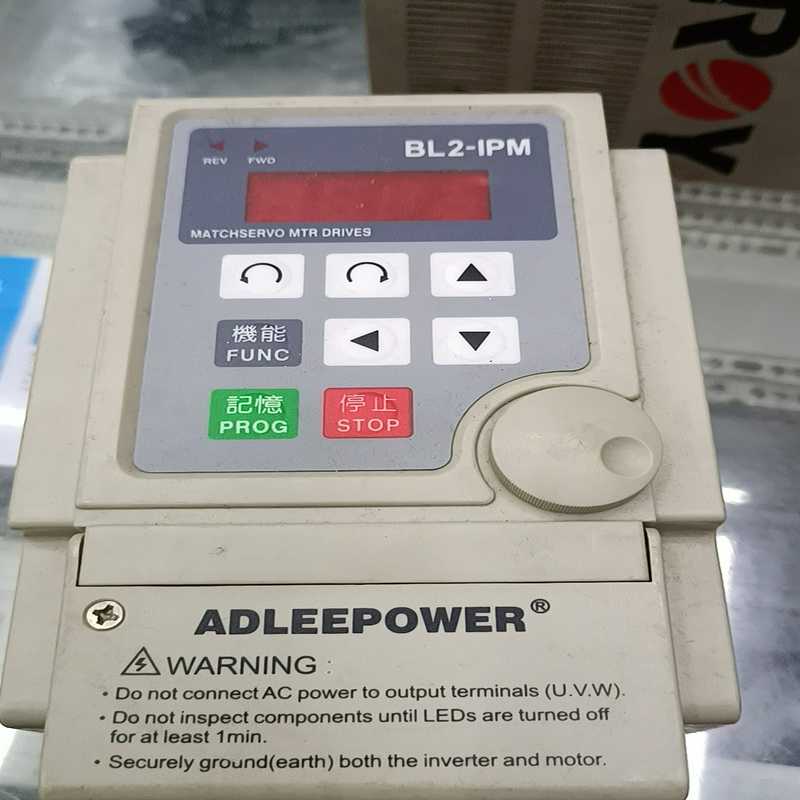 ROY
REV FWD
BL2-IPM
MATCHSERVO MTR DRIVES
機能
FUNC
記憶
PROG
停止
STOP
ADLEEPOWER®
WARNING :
· Do not connect AC power to output terminals (U.V.W).
· Do not inspect components until LEDs are turned off
for at least 1min.
· Securely ground(earth) both the inverter and motor.